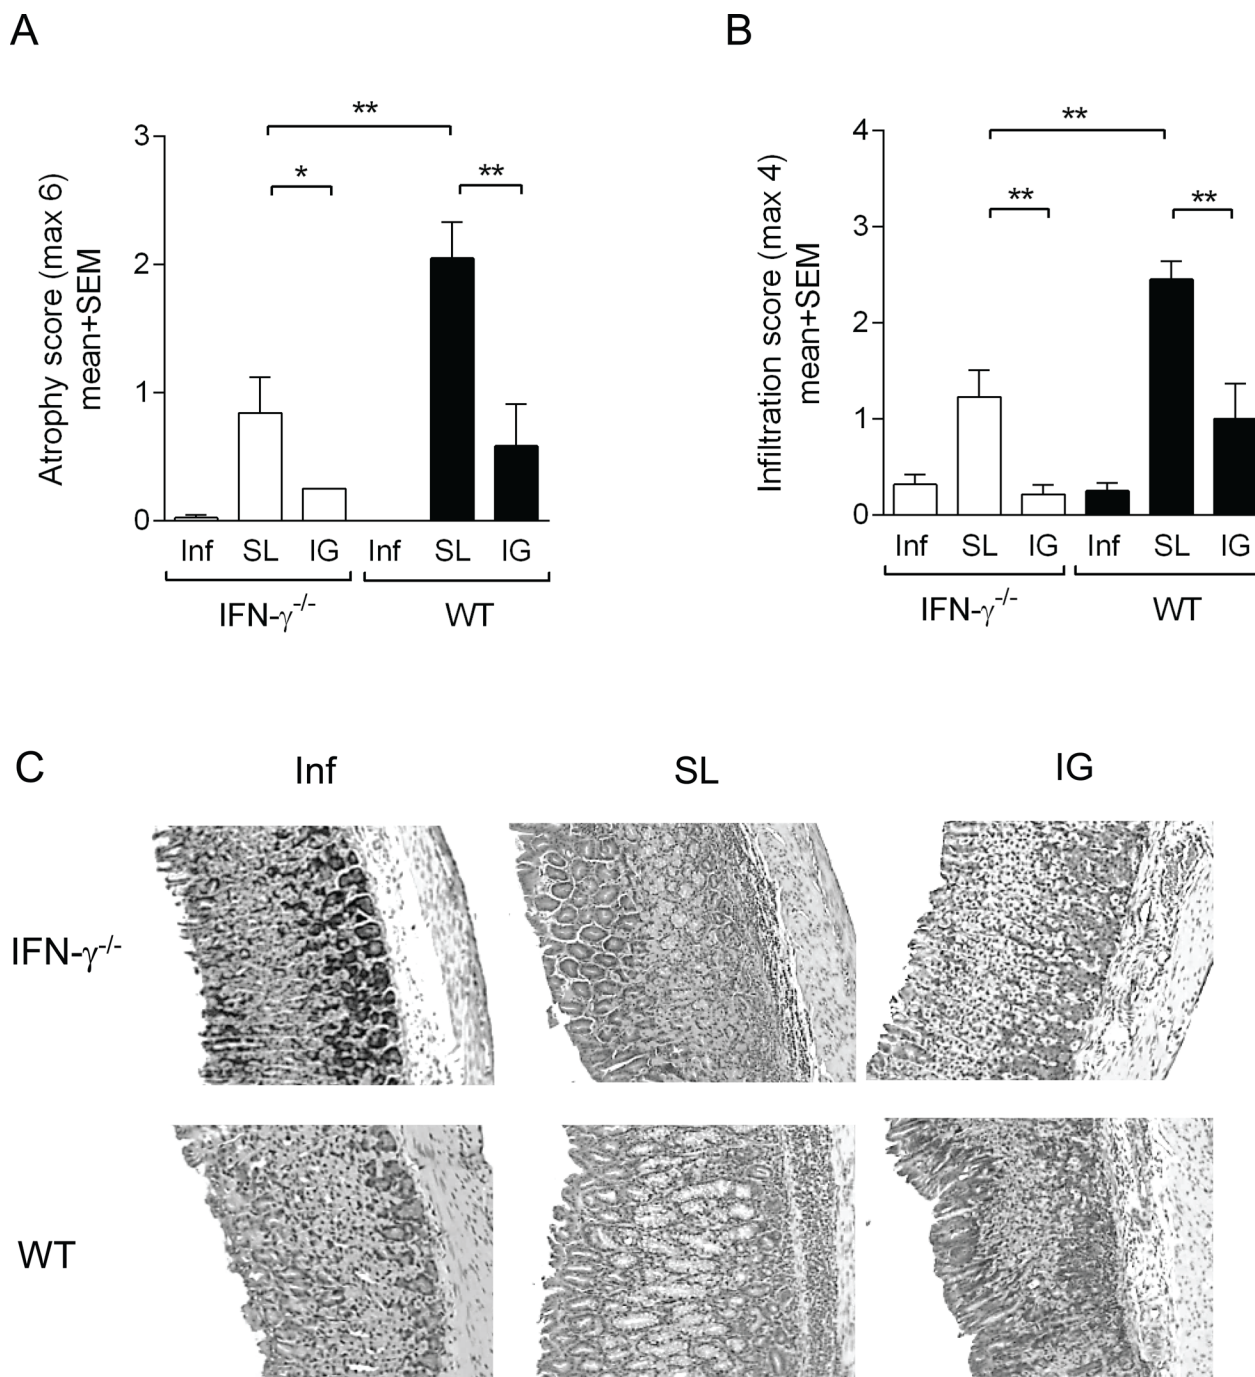 A
B
Atrophy score (max 6)
mean+SEM
3
2
1
0
**
*
**
Inf SL IG Inf SL IG
IFN-γ-/- WT
Infiltration score (max 4)
mean+SEM
4
3
2
1
0
**
**
**
Inf SL IG Inf SL IG
IFN-γ-/- WT
C
Inf SL IG
IFN-γ-/-
WT